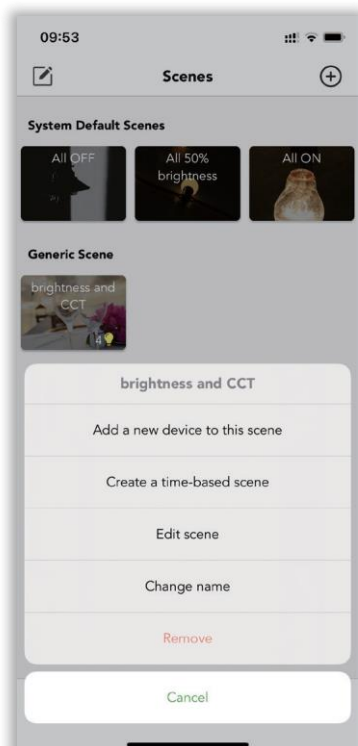 09:53
Scenes
System Default Scenes
All OFF
All 50%
brightness
All ON
Generic Scene
brightness and
CCT
4
brightness and CCT
Add a new device to this scene
Create a time-based scene
Edit scene
Change name
Remove
Cancel